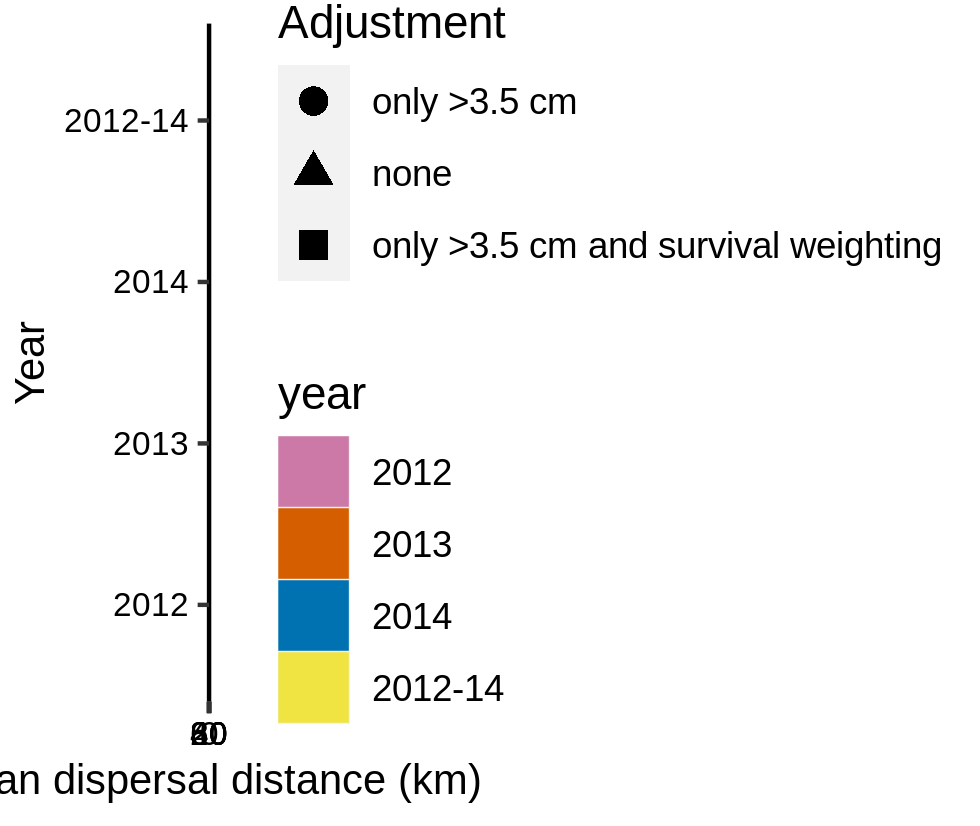 Adjustment
only >3.5 cm
none
only >3.5 cm and survival weighting
2012-14
2014
2013
2012
Year
year
2012
2013
2014
2012-14
an dispersal distance (km)